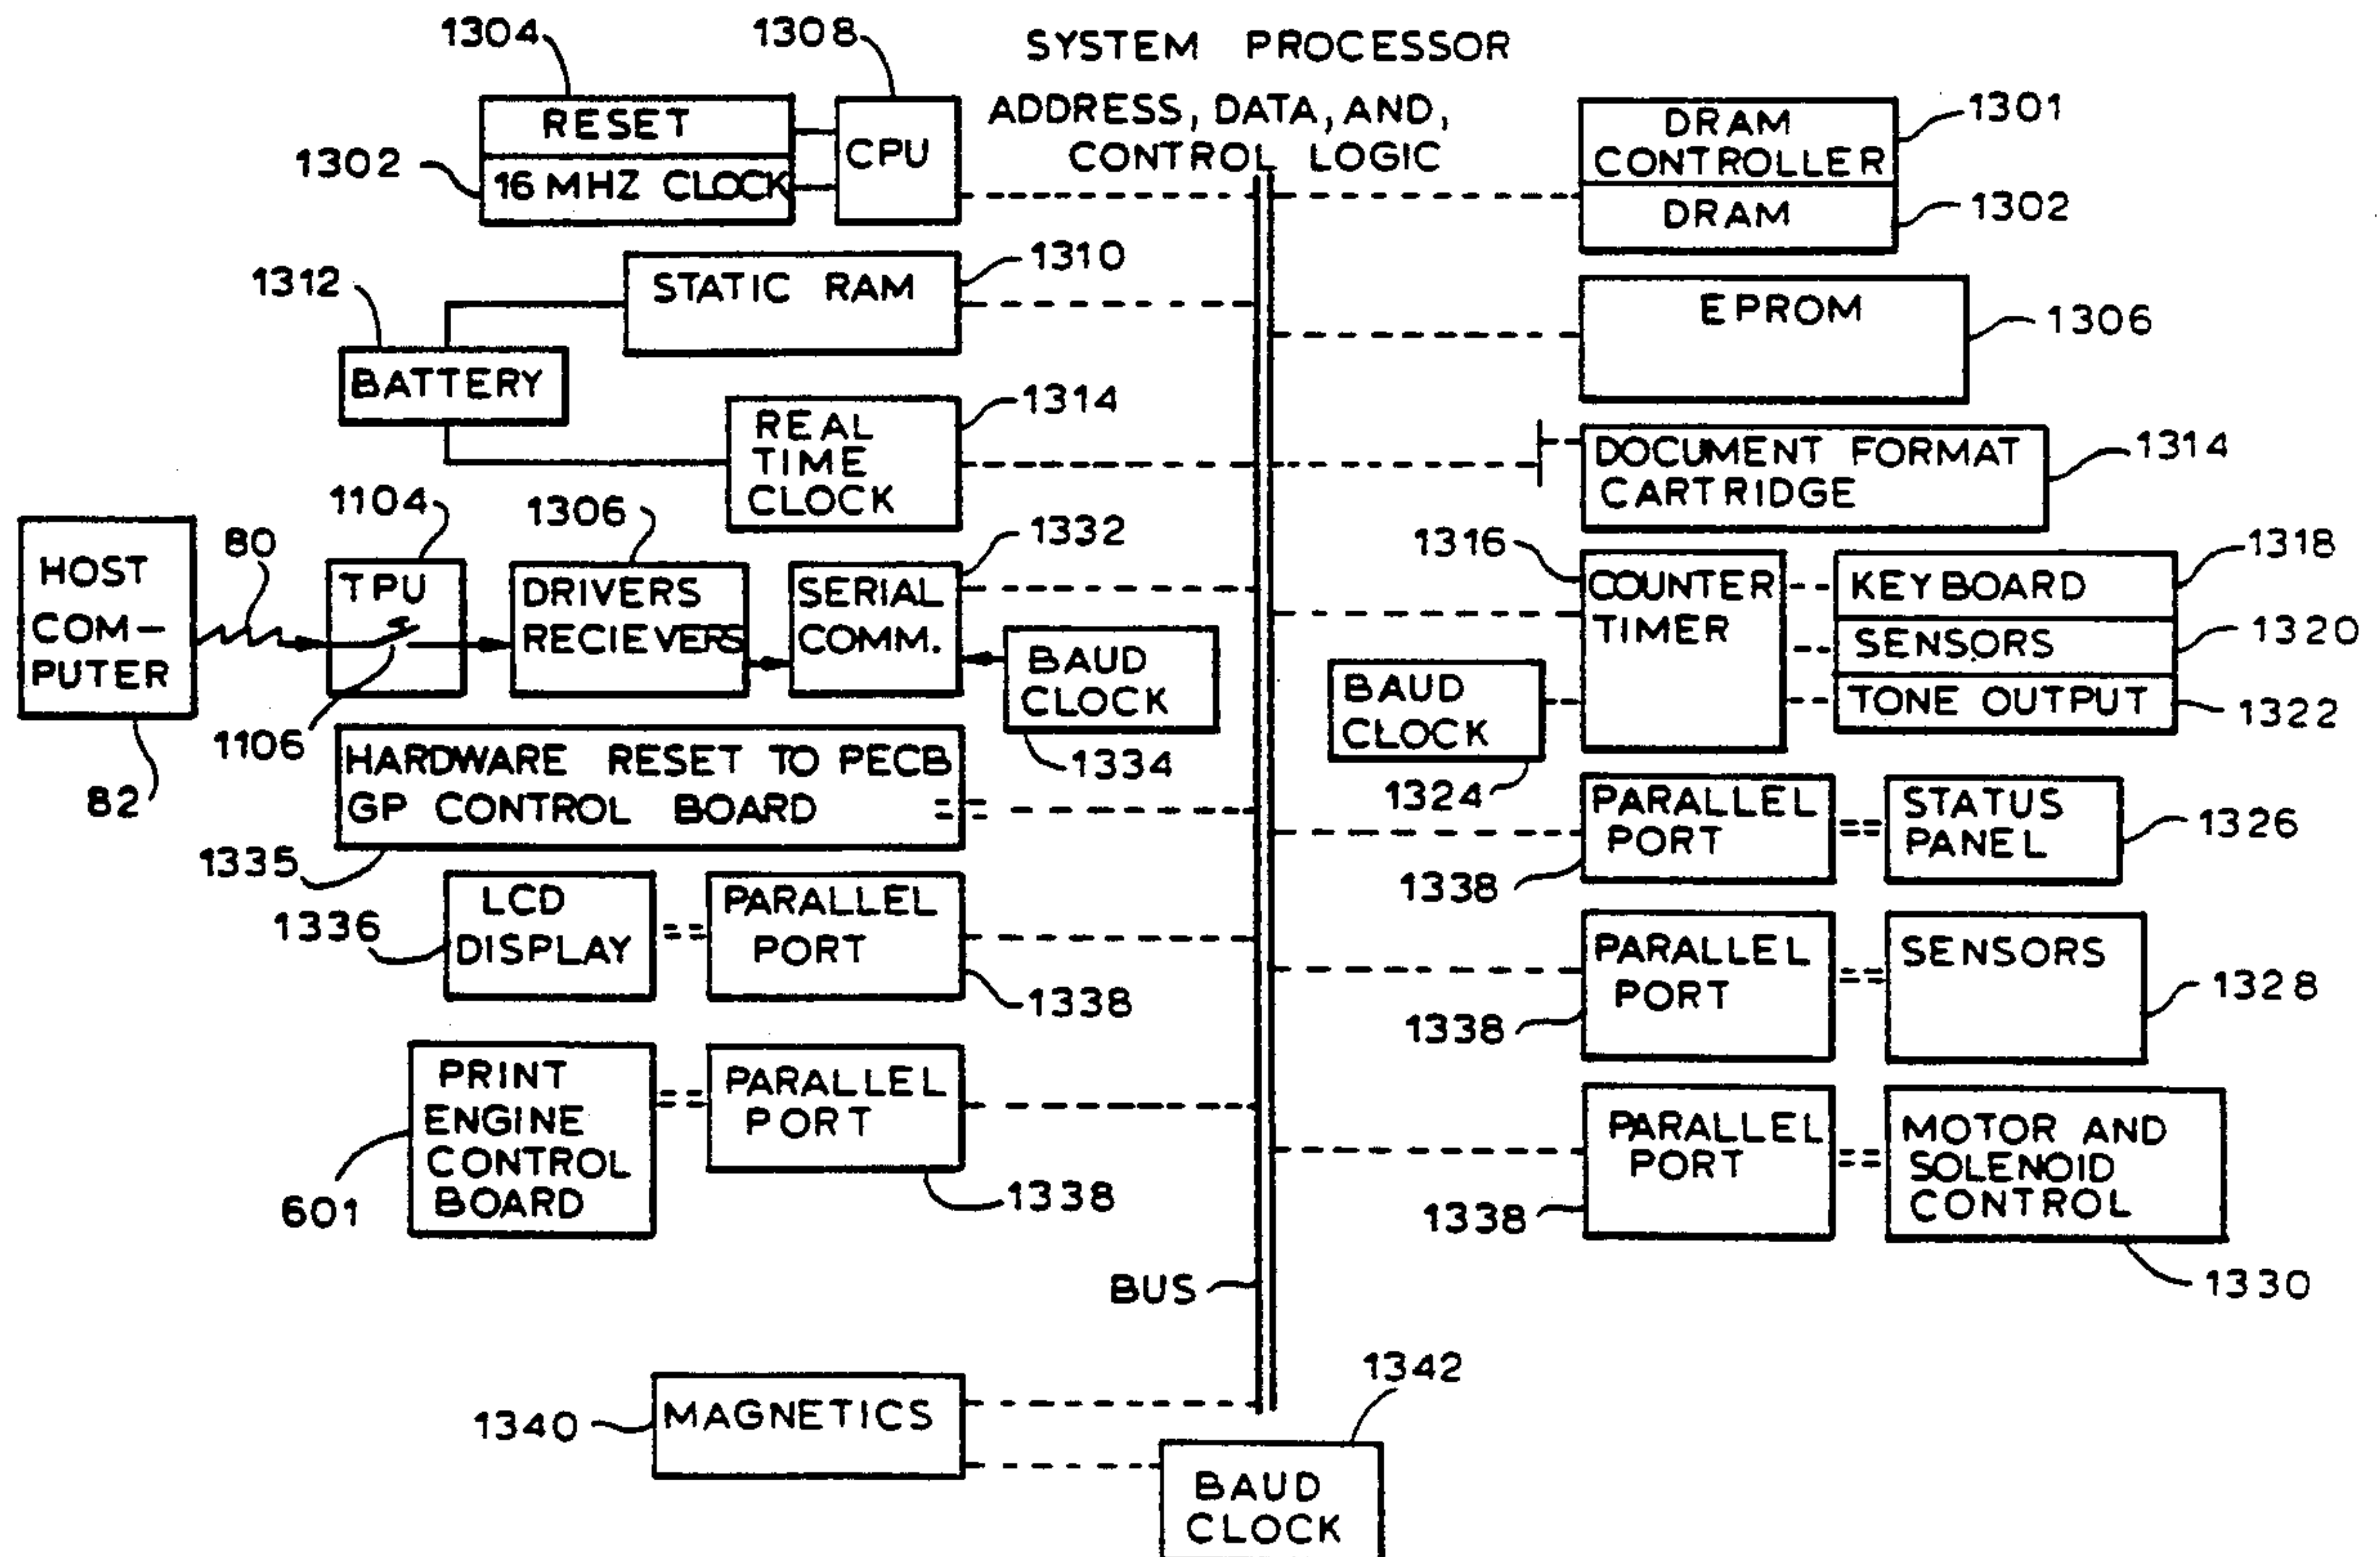 1304
1308
SYSTEM PROCESSOR
ADDRESS, DATA, AND,
CONTROL LOGIC
RESET
1302
16 MHZ CLOCK
CPU
DRAM
CONTROLLER
1301
DRAM
1302
1312
STATIC RAM
1310
EPROM
1306
BATTERY
REAL
TIME
CLOCK
1314
DOCUMENT FORMAT
CARTRIDGE
1314
HOST
COM-
PUTER
82
80
1104
TPU
1106
1306
DRIVERS
RECIEVERS
1332
SERIAL
COMM.
BAUD
CLOCK
1334
1316
COUNTER
TIMER
KEYBOARD
1318
SENSORS
1320
TONE OUTPUT
1322
BAUD
CLOCK
1324
HARDWARE RESET TO PECB
GP CONTROL BOARD
1335
PARALLEL
PORT
1338
STATUS
PANEL
1326
LCD
DISPLAY
1336
PARALLEL
PORT
1338
PARALLEL
PORT
1338
SENSORS
1328
PRINT
ENGINE
CONTROL
BOARD
601
PARALLEL
PORT
1338
PARALLEL
PORT
1338
MOTOR AND
SOLENOID
CONTROL
1330
BUS
1340
MAGNETICS
1342
BAUD
CLOCK